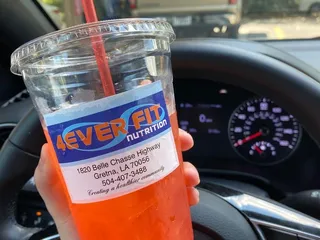 4EVER FIT
NUTRITION
1820 Belle Chasse Highway
Gretna, LA 70056
504-407-3488
Creating a healthier community